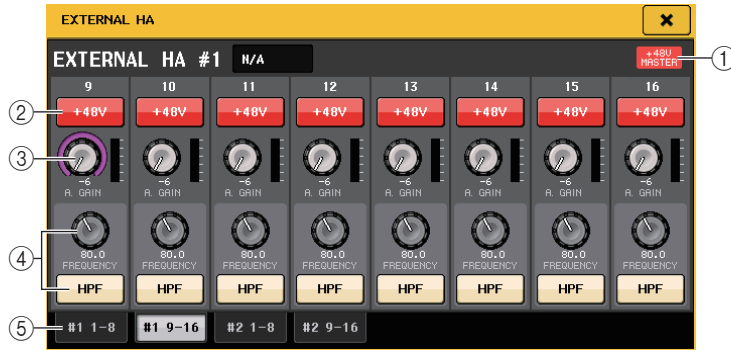 EXTERNAL HA
EXTERNAL HA #1 N/A +48V MASTER
9 10 11 12 13 14 15 16
+48V +48V +48V +48V +48V +48V +48V +48V
-6 -6 -6 -6 -6 -6 -6 -6
A. GAIN A. GAIN A. GAIN A. GAIN A. GAIN A. GAIN A. GAIN A. GAIN
80.0 80.0 80.0 80.0 80.0 80.0 80.0 80.0
FREQUENCY FREQUENCY FREQUENCY FREQUENCY FREQUENCY FREQUENCY FREQUENCY FREQUENCY
HPF HPF HPF HPF HPF HPF HPF HPF
#1 1-8 #1 9-16 #2 1-8 #2 9-16
1
2
3
4
5